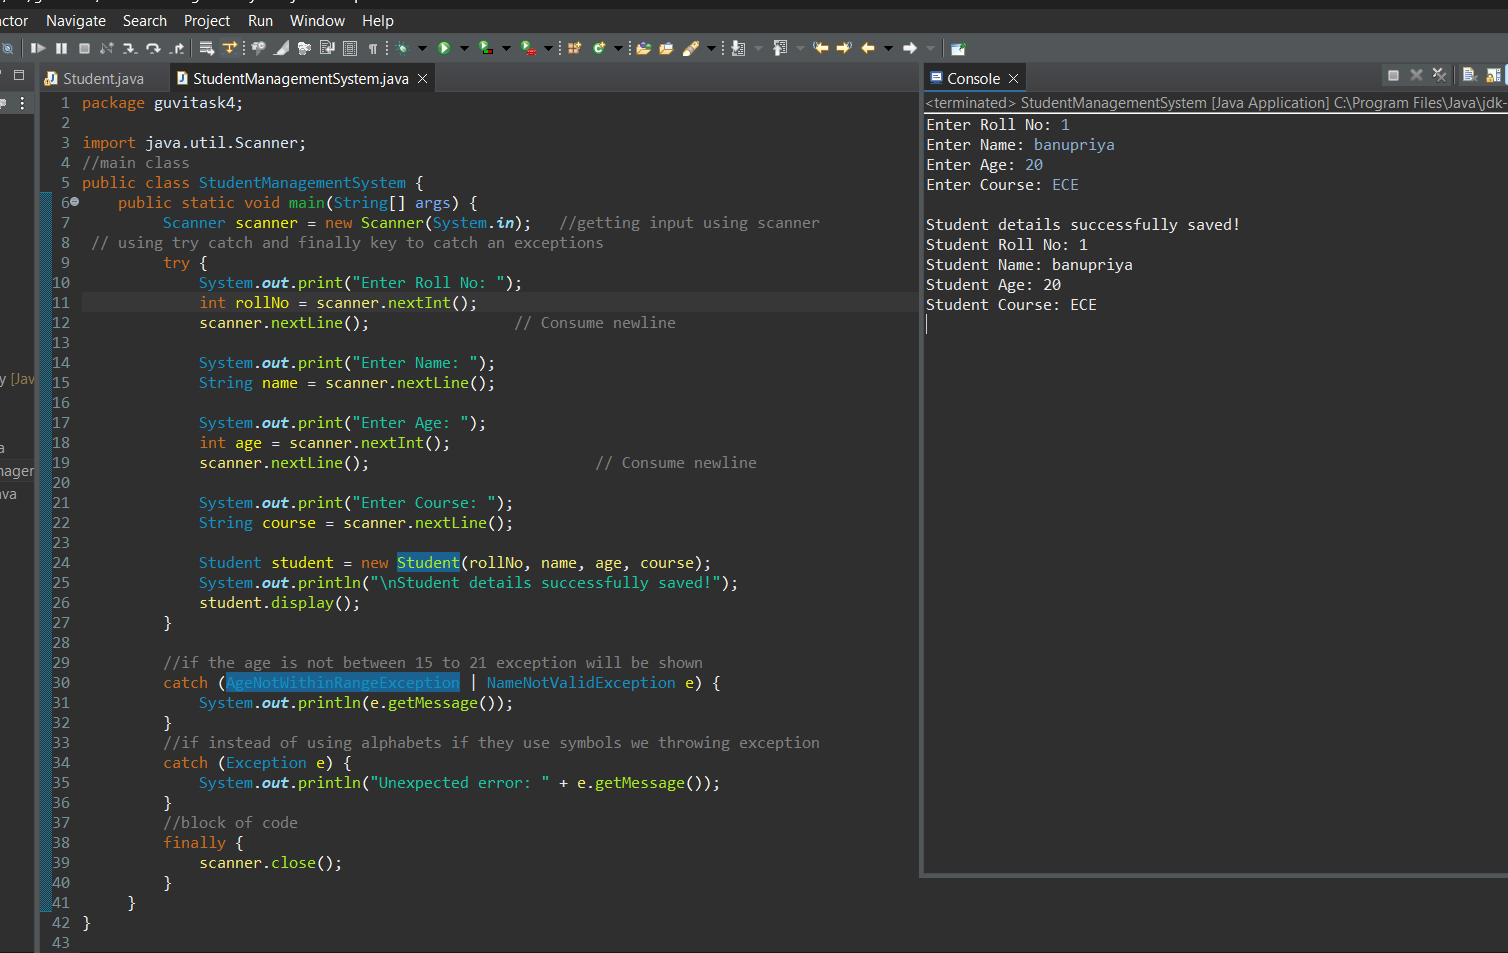 Navigate Search Project Run Window Help
Student.java
StudentManagementSystem.java
1 package guvitask4;
2
3 import java.util.Scanner;
4 //main class
5 public class StudentManagementSystem {
6 public static void main(String[] args) {
7 Scanner scanner = new Scanner(System.in); //getting input using scanner
8 // using try catch and finally key to catch an exceptions
9 try {
10 System.out.print("Enter Roll No: ");
11 int rollNo = scanner.nextInt();
12 scanner.nextLine(); // Consume newline
13
14 System.out.print("Enter Name: ");
15 String name = scanner.nextLine();
16
17 System.out.print("Enter Age: ");
18 int age = scanner.nextInt();
19 scanner.nextLine(); // Consume newline
20
21 System.out.print("Enter Course: ");
22 String course = scanner.nextLine();
23
24 Student student = new Student(rollNo, name, age, course);
25 System.out.println("\nStudent details successfully saved!");
26 student.display();
27 }
28
29 //if the age is not between 15 to 21 exception will be shown
30 catch (AgeNotWithinRangeException | NameNotValidException e) {
31 System.out.println(e.getMessage());
32 }
33 //if instead of using alphabets if they use symbols we throwing exception
34 catch (Exception e) {
35 System.out.println("Unexpected error: " + e.getMessage());
36 }
37 //block of code
38 finally {
39 scanner.close();
40 }
41 }
42 }
43
Console
<terminated> StudentManagementSystem [Java Application] C:\Program Files\Java\jdk-
Enter Roll No: 1
Enter Name: banupriya
Enter Age: 20
Enter Course: ECE
Student details successfully saved!
Student Roll No: 1
Student Name: banupriya
Student Age: 20
Student Course: ECE